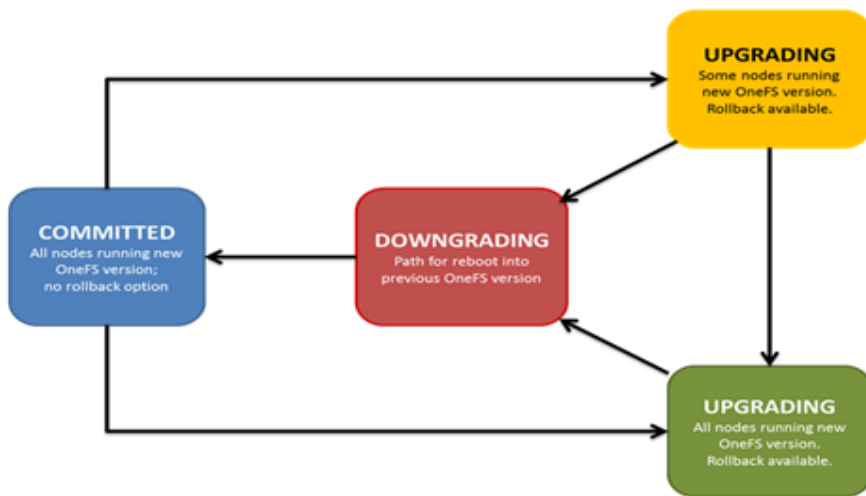 UPGRADING
Some nodes running
new OneFS version.
Rollback available.
COMMITTED
All nodes running new
OneFS version;
no rollback option
DOWNGRADING
Path for reboot into
previous OneFS version
UPGRADING
All nodes running new
OneFS version.
Rollback available.